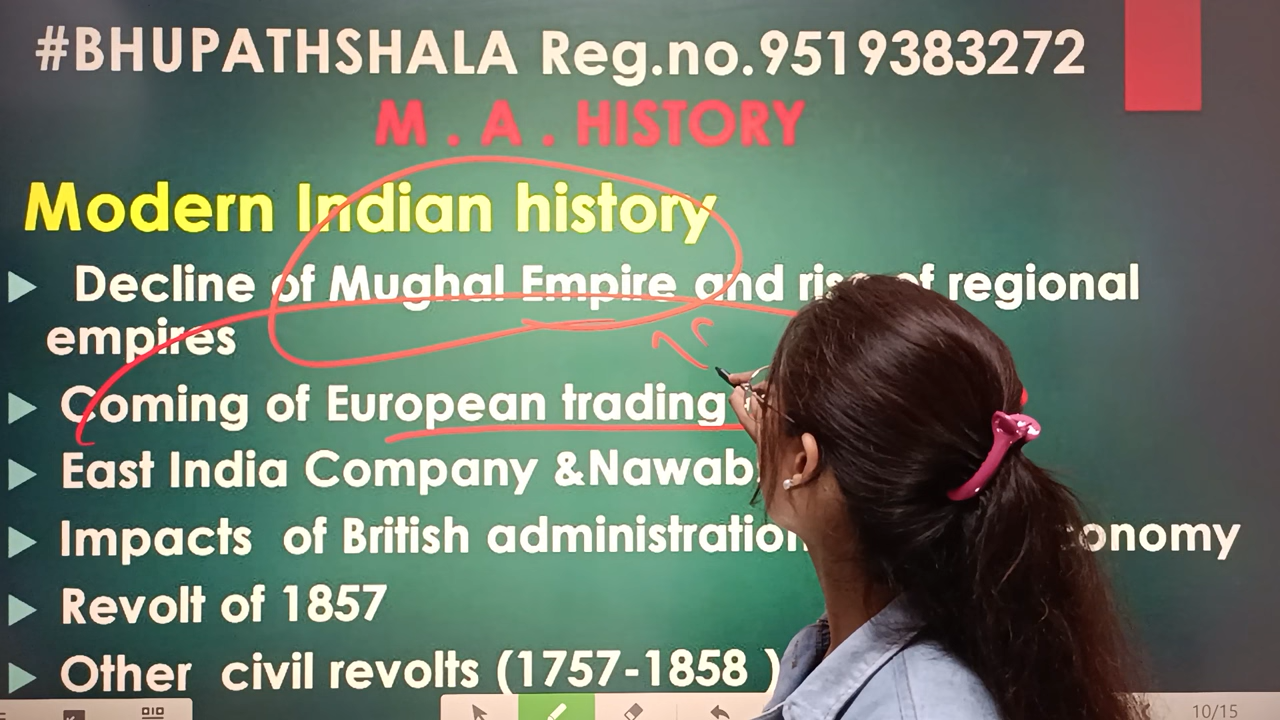 #BHUPATHSHALA Reg.no.9519383272
M . A . HISTORY
Modern Indian history
Decline of Mughal Empire and rise of regional
empires
Coming of European trading
East India Company &Nawab
Impacts of British administration
Revolt of 1857
Other civil revolts (1757-1858 )
10/15